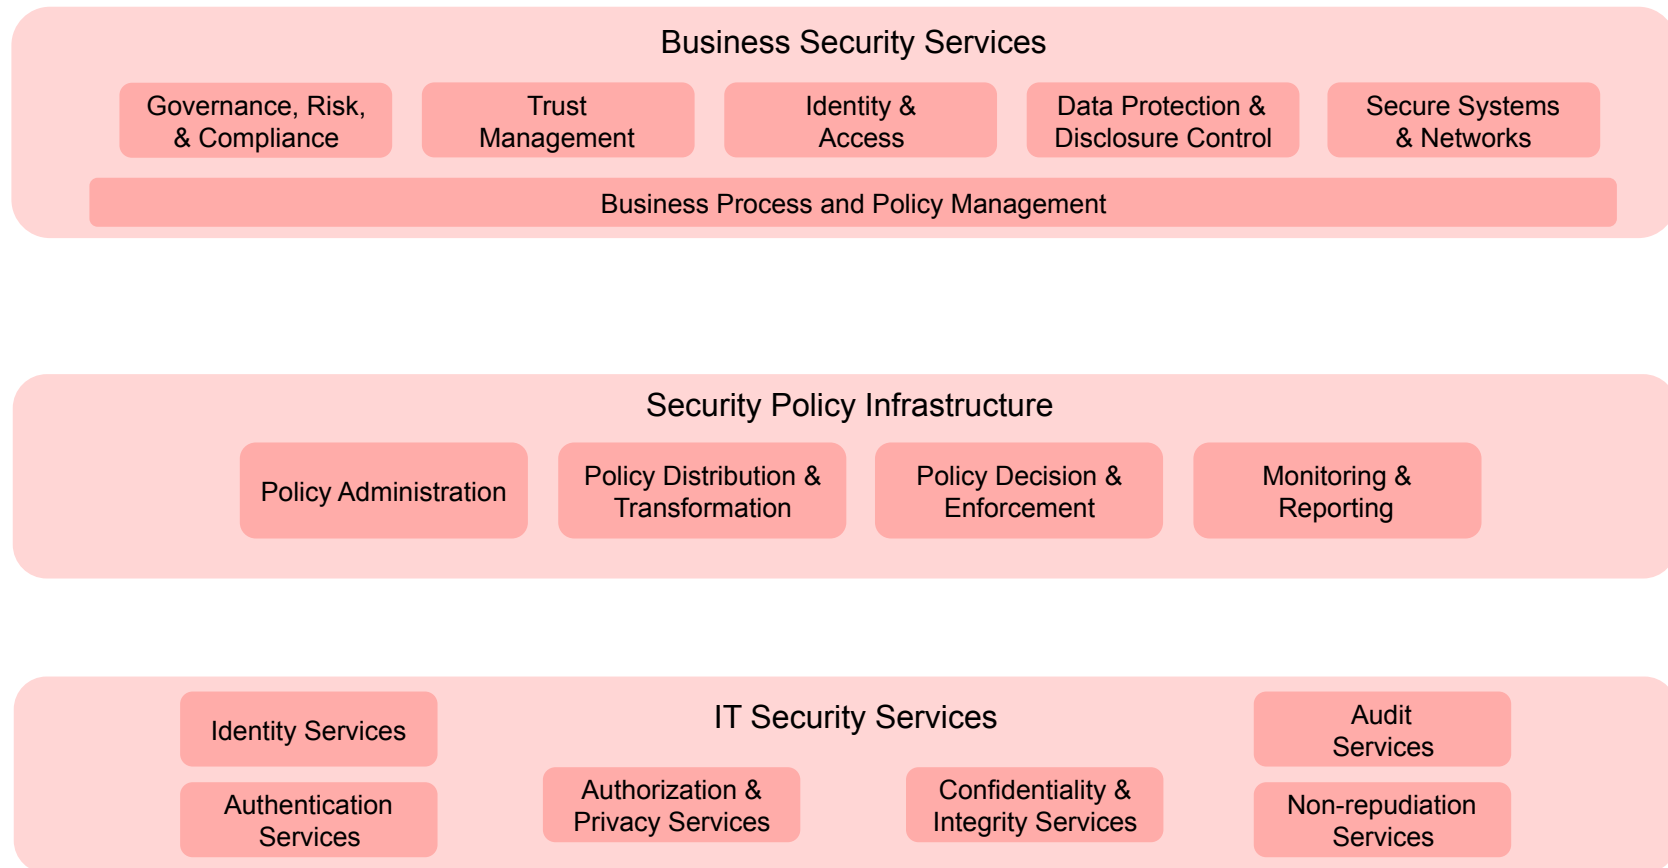 Business Security Services
Governance, Risk,
& Compliance
Trust
Management
Identity &
Access
Data Protection &
Disclosure Control
Secure Systems
& Networks
Business Process and Policy Management
Security Policy Infrastructure
Policy Administration
Policy Distribution &
Transformation
Policy Decision &
Enforcement
Monitoring &
Reporting
IT Security Services
Identity Services
Authentication
Services
Authorization &
Privacy Services
Confidentiality &
Integrity Services
Audit
Services
Non-repudiation
Services